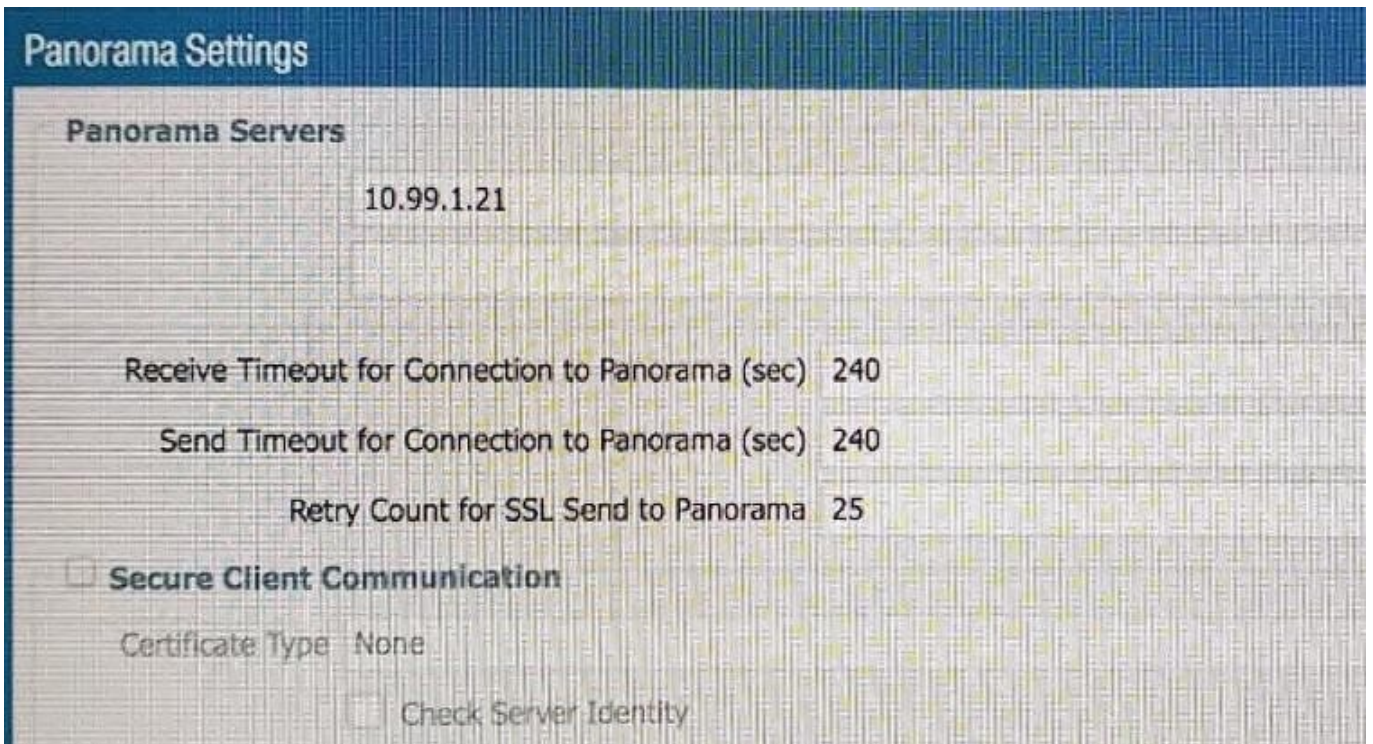 Panorama Settings
Panorama Servers
10.99.1.21
Receive Timeout for Connection to Panorama (sec) 240
Send Timeout for Connection to Panorama (sec) 240
Retry Count for SSL Send to Panorama 25
Secure Client Communication
Certificate Type None
Check Server Identity